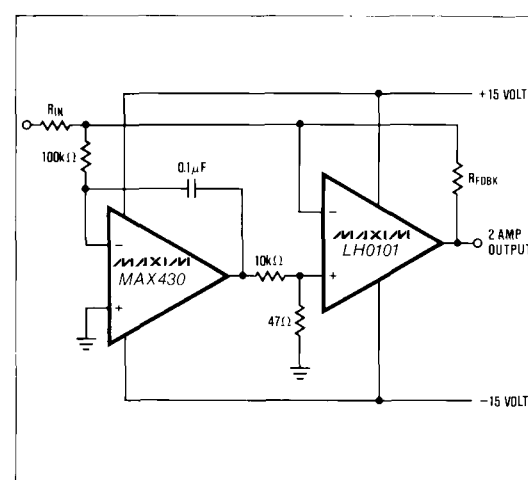 +15 VOLT
RIN
100kΩ
0.1μF
RFDBK
−
MAXIM
MAX430
+
10kΩ
47Ω
−
MAXIM
LH0101
+
2 AMP
OUTPUT
−15 VOLT